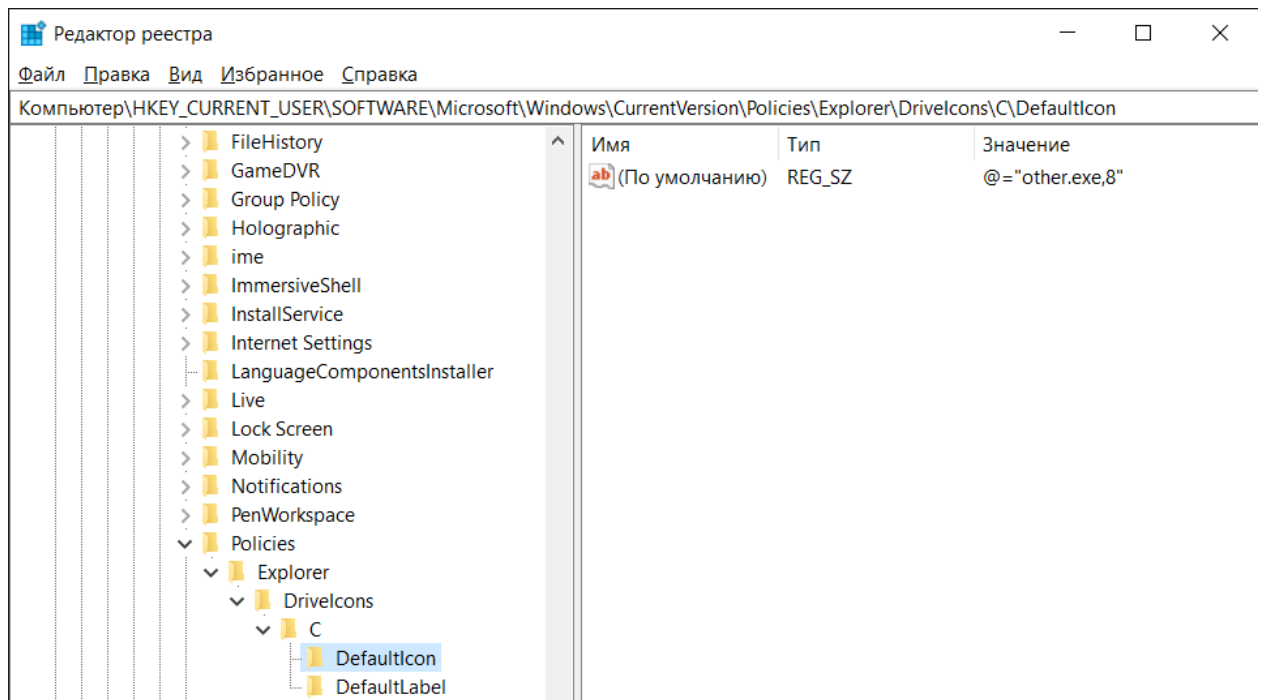 Редактор реестра
Файл Правка Вид Избранное Справка
Компьютер\HKEY_CURRENT_USER\SOFTWARE\Microsoft\Windows\CurrentVersion\Policies\Explorer\DriveIcons\C\DefaultIcon
FileHistory
GameDVR
Group Policy
Holographic
ime
ImmersiveShell
InstallService
Internet Settings
LanguageComponentsInstaller
Live
Lock Screen
Mobility
Notifications
PenWorkspace
Policies
Explorer
DriveIcons
C
DefaultIcon
DefaultLabel
Имя Тип Значение
ab (По умолчанию) REG_SZ @="other.exe,8"